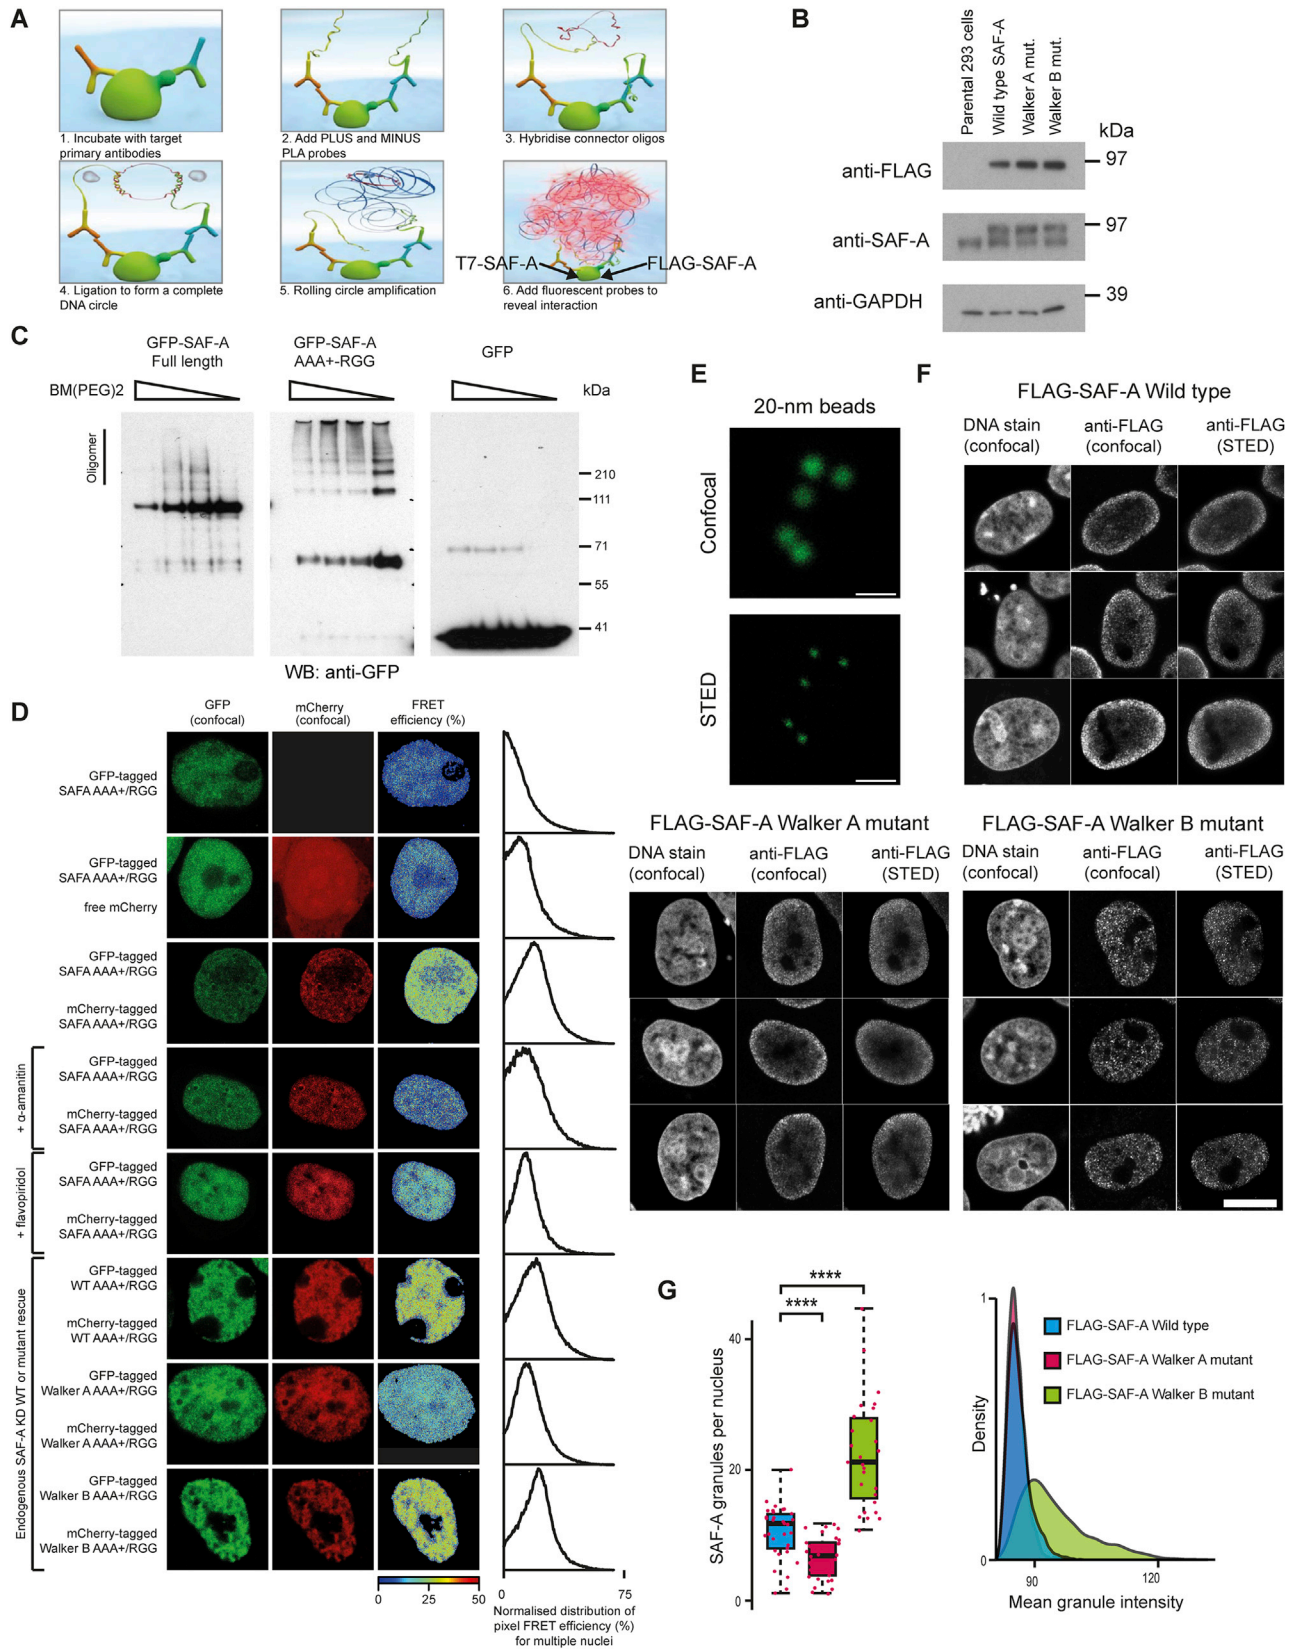 A
1. Incubate with target
primary antibodies
2. Add PLUS and MINUS
PLA probes
3. Hybridise connector oligos
4. Ligation to form a complete
DNA circle
5. Rolling circle amplification
T7-SAF-A
FLAG-SAF-A
6. Add fluorescent probes to
reveal interaction
B
Parental 293 cells
Wild type SAF-A
Walker A mut.
Walker B mut.
kDa
anti-FLAG
97
anti-SAF-A
97
anti-GAPDH
39
C
GFP-SAF-A
Full length
GFP-SAF-A
AAA+-RGG
GFP
BM(PEG)2
kDa
Oligomer
210
111
71
55
41
WB: anti-GFP
D
GFP
(confocal)
mCherry
(confocal)
FRET
efficiency (%)
GFP-tagged
SAFA AAA+/RGG
GFP-tagged
SAFA AAA+/RGG
free mCherry
GFP-tagged
SAFA AAA+/RGG
mCherry-tagged
SAFA AAA+/RGG
+ α-amanitin
GFP-tagged
SAFA AAA+/RGG
mCherry-tagged
SAFA AAA+/RGG
+ flavopiridol
GFP-tagged
SAFA AAA+/RGG
mCherry-tagged
SAFA AAA+/RGG
Endogenous SAF-A KD WT or mutant rescue
GFP-tagged
WT AAA+/RGG
mCherry-tagged
WT AAA+/RGG
GFP-tagged
Walker A AAA+/RGG
mCherry-tagged
Walker A AAA+/RGG
GFP-tagged
Walker B AAA+/RGG
mCherry-tagged
Walker B AAA+/RGG
0 25 50
0 75
Normalised distribution of
pixel FRET efficiency (%)
for multiple nuclei
E
20-nm beads
Confocal
STED
F
FLAG-SAF-A Wild type
DNA stain
(confocal)
anti-FLAG
(confocal)
anti-FLAG
(STED)
FLAG-SAF-A Walker A mutant
DNA stain
(confocal)
anti-FLAG
(confocal)
anti-FLAG
(STED)
FLAG-SAF-A Walker B mutant
DNA stain
(confocal)
anti-FLAG
(confocal)
anti-FLAG
(STED)
G
SAF-A granules per nucleus
40
20
0
****
****
Density
1
0
90
120
Mean granule intensity
FLAG-SAF-A Wild type
FLAG-SAF-A Walker A mutant
FLAG-SAF-A Walker B mutant